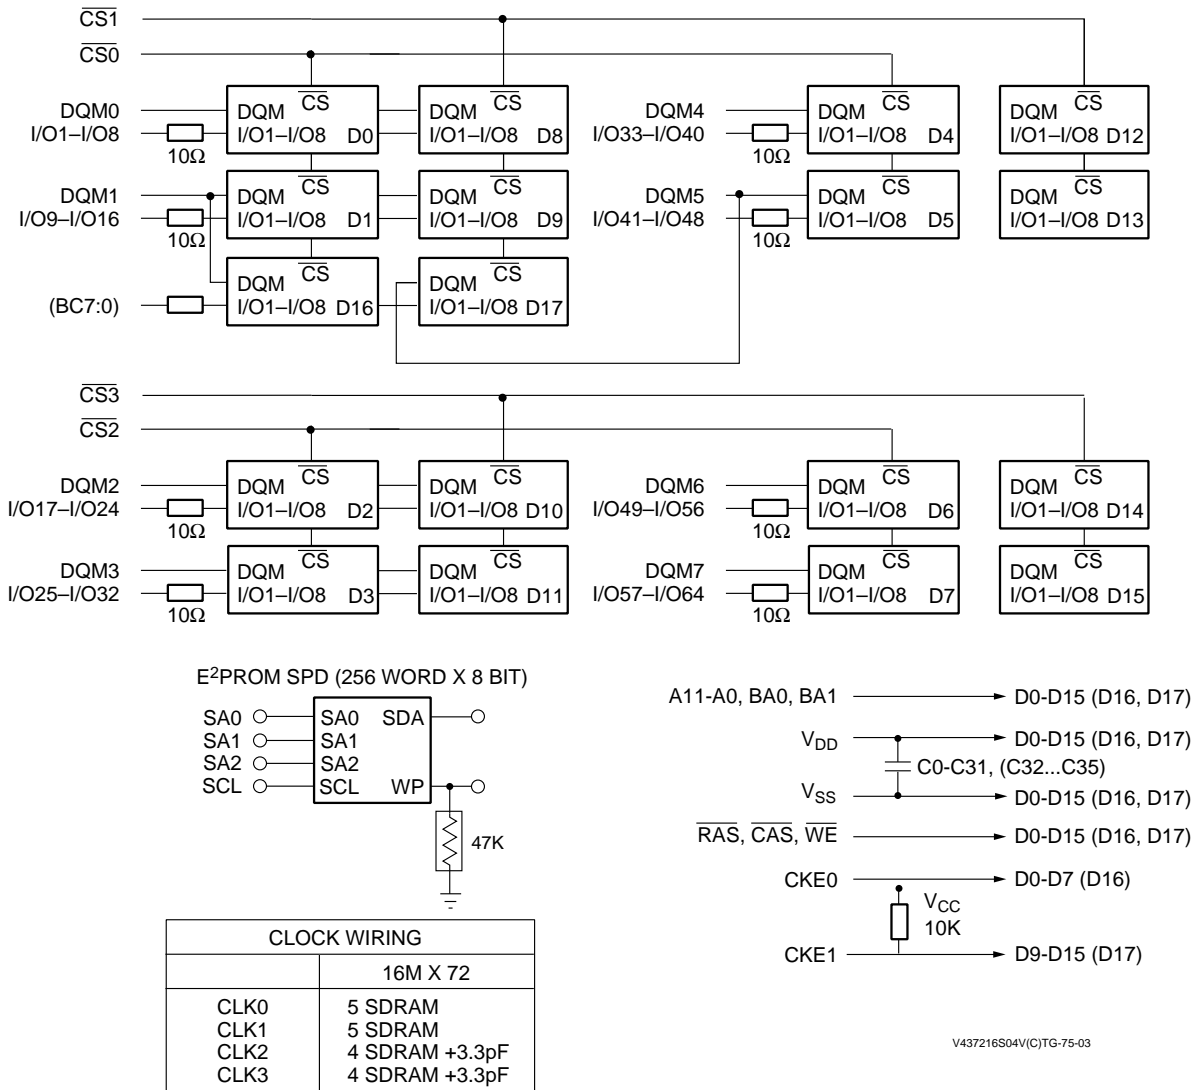 CS1
CS0
DQM0
I/O1–I/O8
10Ω
DQM CS
I/O1–I/O8 D0
DQM CS
I/O1–I/O8 D8
DQM4
I/O33–I/O40
10Ω
DQM CS
I/O1–I/O8 D4
DQM CS
I/O1–I/O8 D12
DQM1
I/O9–I/O16
10Ω
DQM CS
I/O1–I/O8 D1
DQM CS
I/O1–I/O8 D9
DQM5
I/O41–I/O48
10Ω
DQM CS
I/O1–I/O8 D5
DQM CS
I/O1–I/O8 D13
(BC7:0)
DQM CS
I/O1–I/O8 D16
DQM CS
I/O1–I/O8 D17
CS3
CS2
DQM2
I/O17–I/O24
10Ω
DQM CS
I/O1–I/O8 D2
DQM CS
I/O1–I/O8 D10
DQM6
I/O49–I/O56
10Ω
DQM CS
I/O1–I/O8 D6
DQM CS
I/O1–I/O8 D14
DQM3
I/O25–I/O32
10Ω
DQM CS
I/O1–I/O8 D3
DQM CS
I/O1–I/O8 D11
DQM7
I/O57–I/O64
10Ω
DQM CS
I/O1–I/O8 D7
DQM CS
I/O1–I/O8 D15
E2PROM SPD (256 WORD X 8 BIT)
SA0 SA0 SDA
SA1 SA1
SA2 SA2
SCL SCL WP
47K
A11-A0, BA0, BA1 D0-D15 (D16, D17)
VDD D0-D15 (D16, D17)
C0-C31, (C32...C35)
VSS D0-D15 (D16, D17)
RAS, CAS, WE D0-D15 (D16, D17)
CKE0 D0-D7 (D16)
VCC
10K
CKE1 D9-D15 (D17)
CLOCK WIRING
16M X 72
CLK0 5 SDRAM
CLK1 5 SDRAM
CLK2 4 SDRAM +3.3pF
CLK3 4 SDRAM +3.3pF
V437216S04V(C)TG-75-03